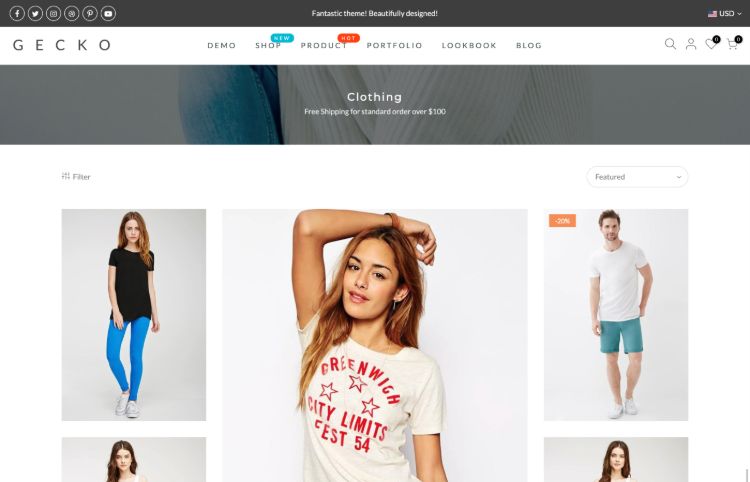 Fantastic theme! Beautifully designed!
USD
GECKO
DEMO
SHOP
NEW
PRODUCT
HOT
PORTFOLIO
LOOKBOOK
BLOG
0
0
Clothing
Free Shipping for standard order over $100
Filter
Featured
-20%
GREENWICH
CITY LIMITS
FEST 54